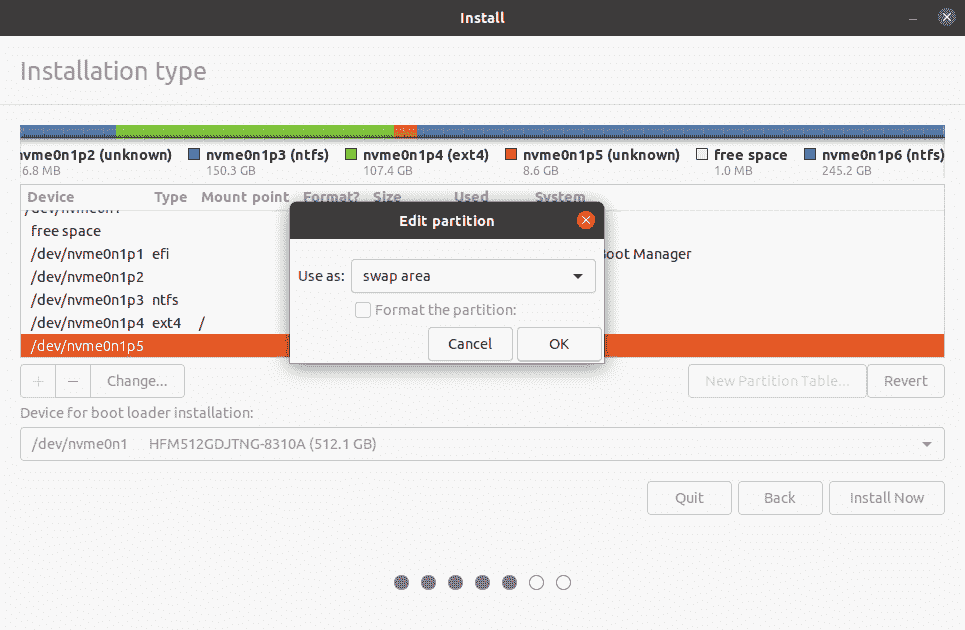 Install
Installation type
nvme0n1p2 (unknown) nvme0n1p3 (ntfs) nvme0n1p4 (ext4) nvme0n1p5 (unknown) free space nvme0n1p6 (ntfs)
6.8 MB 150.3 GB 107.4 GB 8.6 GB 1.0 MB 245.2 GB
Device Type Mount point Format? Size Used System
/dev/nvme0n1
free space
/dev/nvme0n1p1 efi Boot Manager
/dev/nvme0n1p2
/dev/nvme0n1p3 ntfs
/dev/nvme0n1p4 ext4 /
/dev/nvme0n1p5
Edit partition
Use as: swap area
Format the partition:
Cancel OK
+ − Change... New Partition Table... Revert
Device for boot loader installation:
/dev/nvme0n1 HFM512GDJTNG-8310A (512.1 GB)
Quit Back Install Now